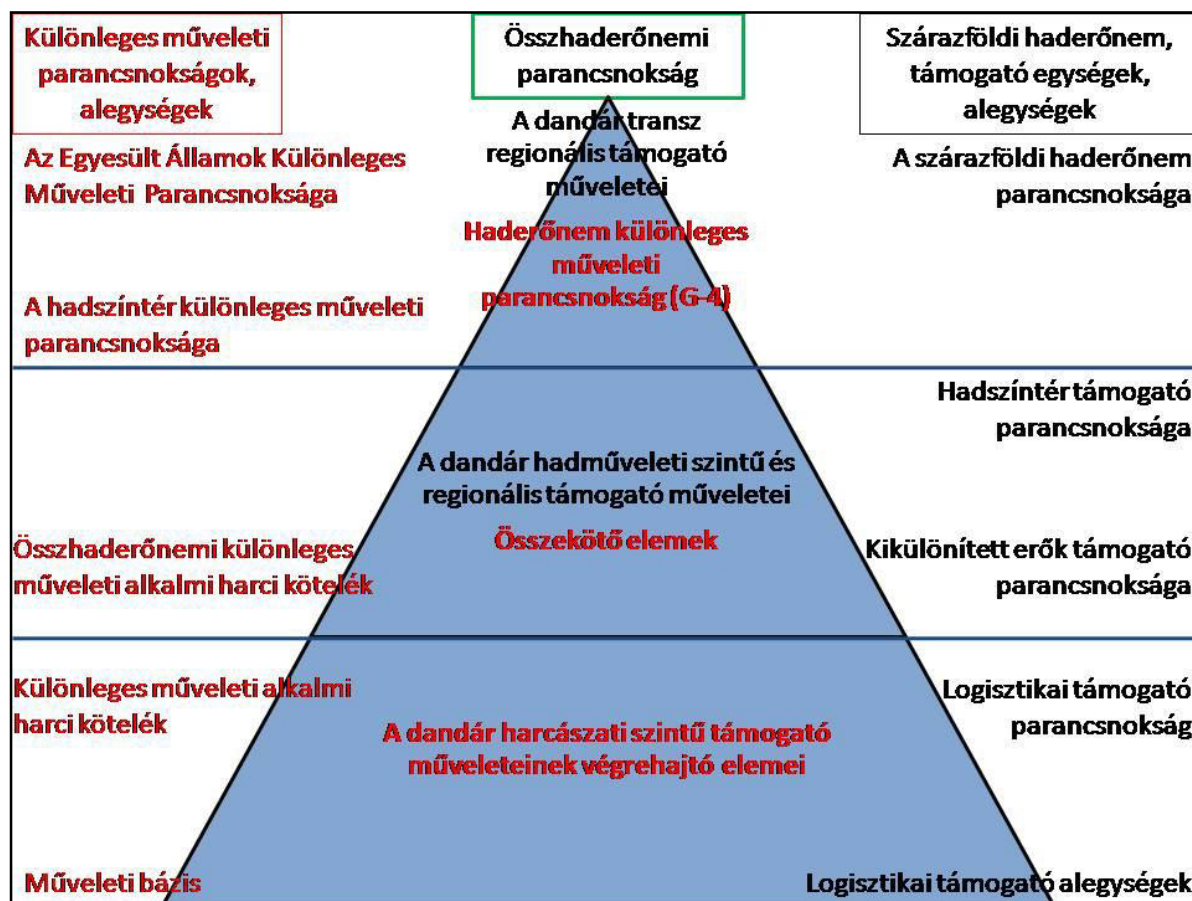 Különleges műveleti
parancsnokságok,
alegységek
Összhaderőnemi
parancsnokság
Szárazföldi haderőnem,
támogató egységek,
alegységek
Az Egyesült Államok Különleges
Műveleti Parancsnoksága
A dandár transz
regionális támogató
műveletei
A szárazföldi haderőnem
parancsnoksága
Haderőnem különleges
műveleti
parancsnokság (G-4)
A hadszíntér különleges műveleti
parancsnoksága
Hadszíntér támogató
parancsnoksága
A dandár hadműveleti szintű és
regionális támogató műveletei
Összekötő elemek
Összhaderőnemi különleges
műveleti alkalmi harci kötelék
Kikülönített erők támogató
parancsnoksága
Különleges műveleti alkalmi
harci kötelék
A dandár harcászati szintű támogató
műveleteinek végrehajtó elemei
Logisztikai támogató
parancsnokság
Műveleti bázis
Logisztikai támogató alegységek